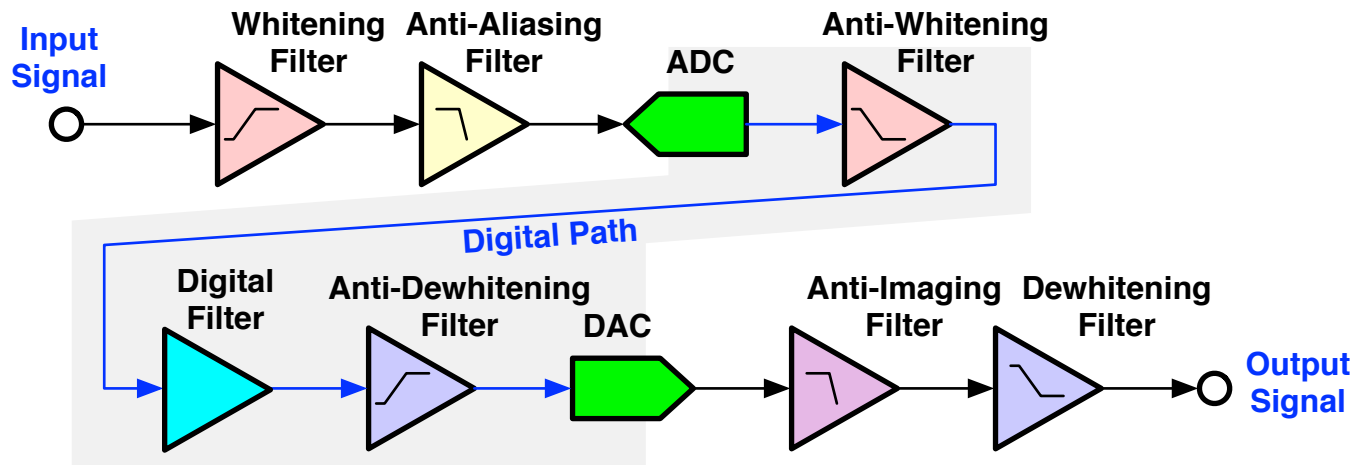 Input
Signal
Whitening
Filter
Anti-Aliasing
Filter
ADC
Anti-Whitening
Filter
Digital Path
Digital
Filter
Anti-Dewhitening
Filter
DAC
Anti-Imaging
Filter
Dewhitening
Filter
Output
Signal